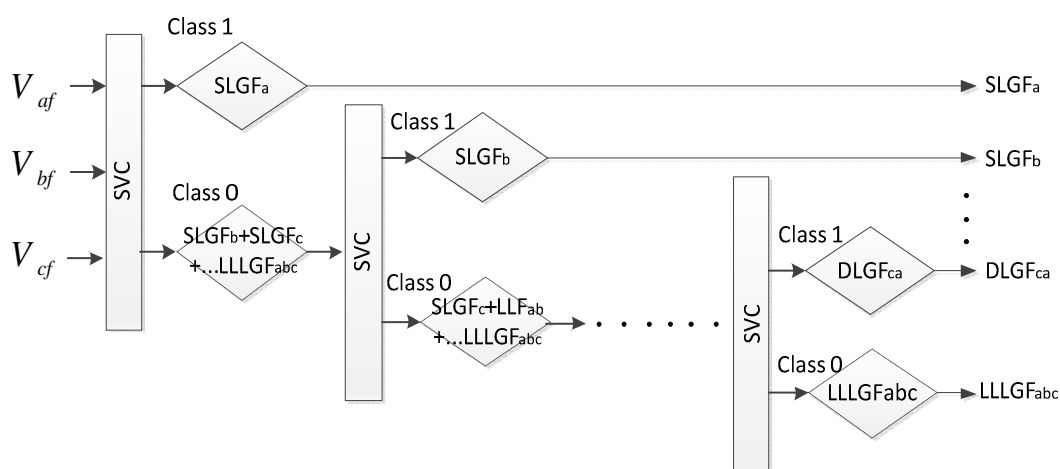 Class 1
V af
SLGFa
SLGFa
SVC
Class 1
V bf
SLGFb
SLGFb
SVC
Class 0
V cf
SLGFb+SLGFc
+...LLLGFabc
Class 0
SLGFc+LLFab
+...LLLGFabc
. . . . . .
SVC
Class 1
DLGFca
DLGFca
Class 0
LLLGFabc
LLLGFabc